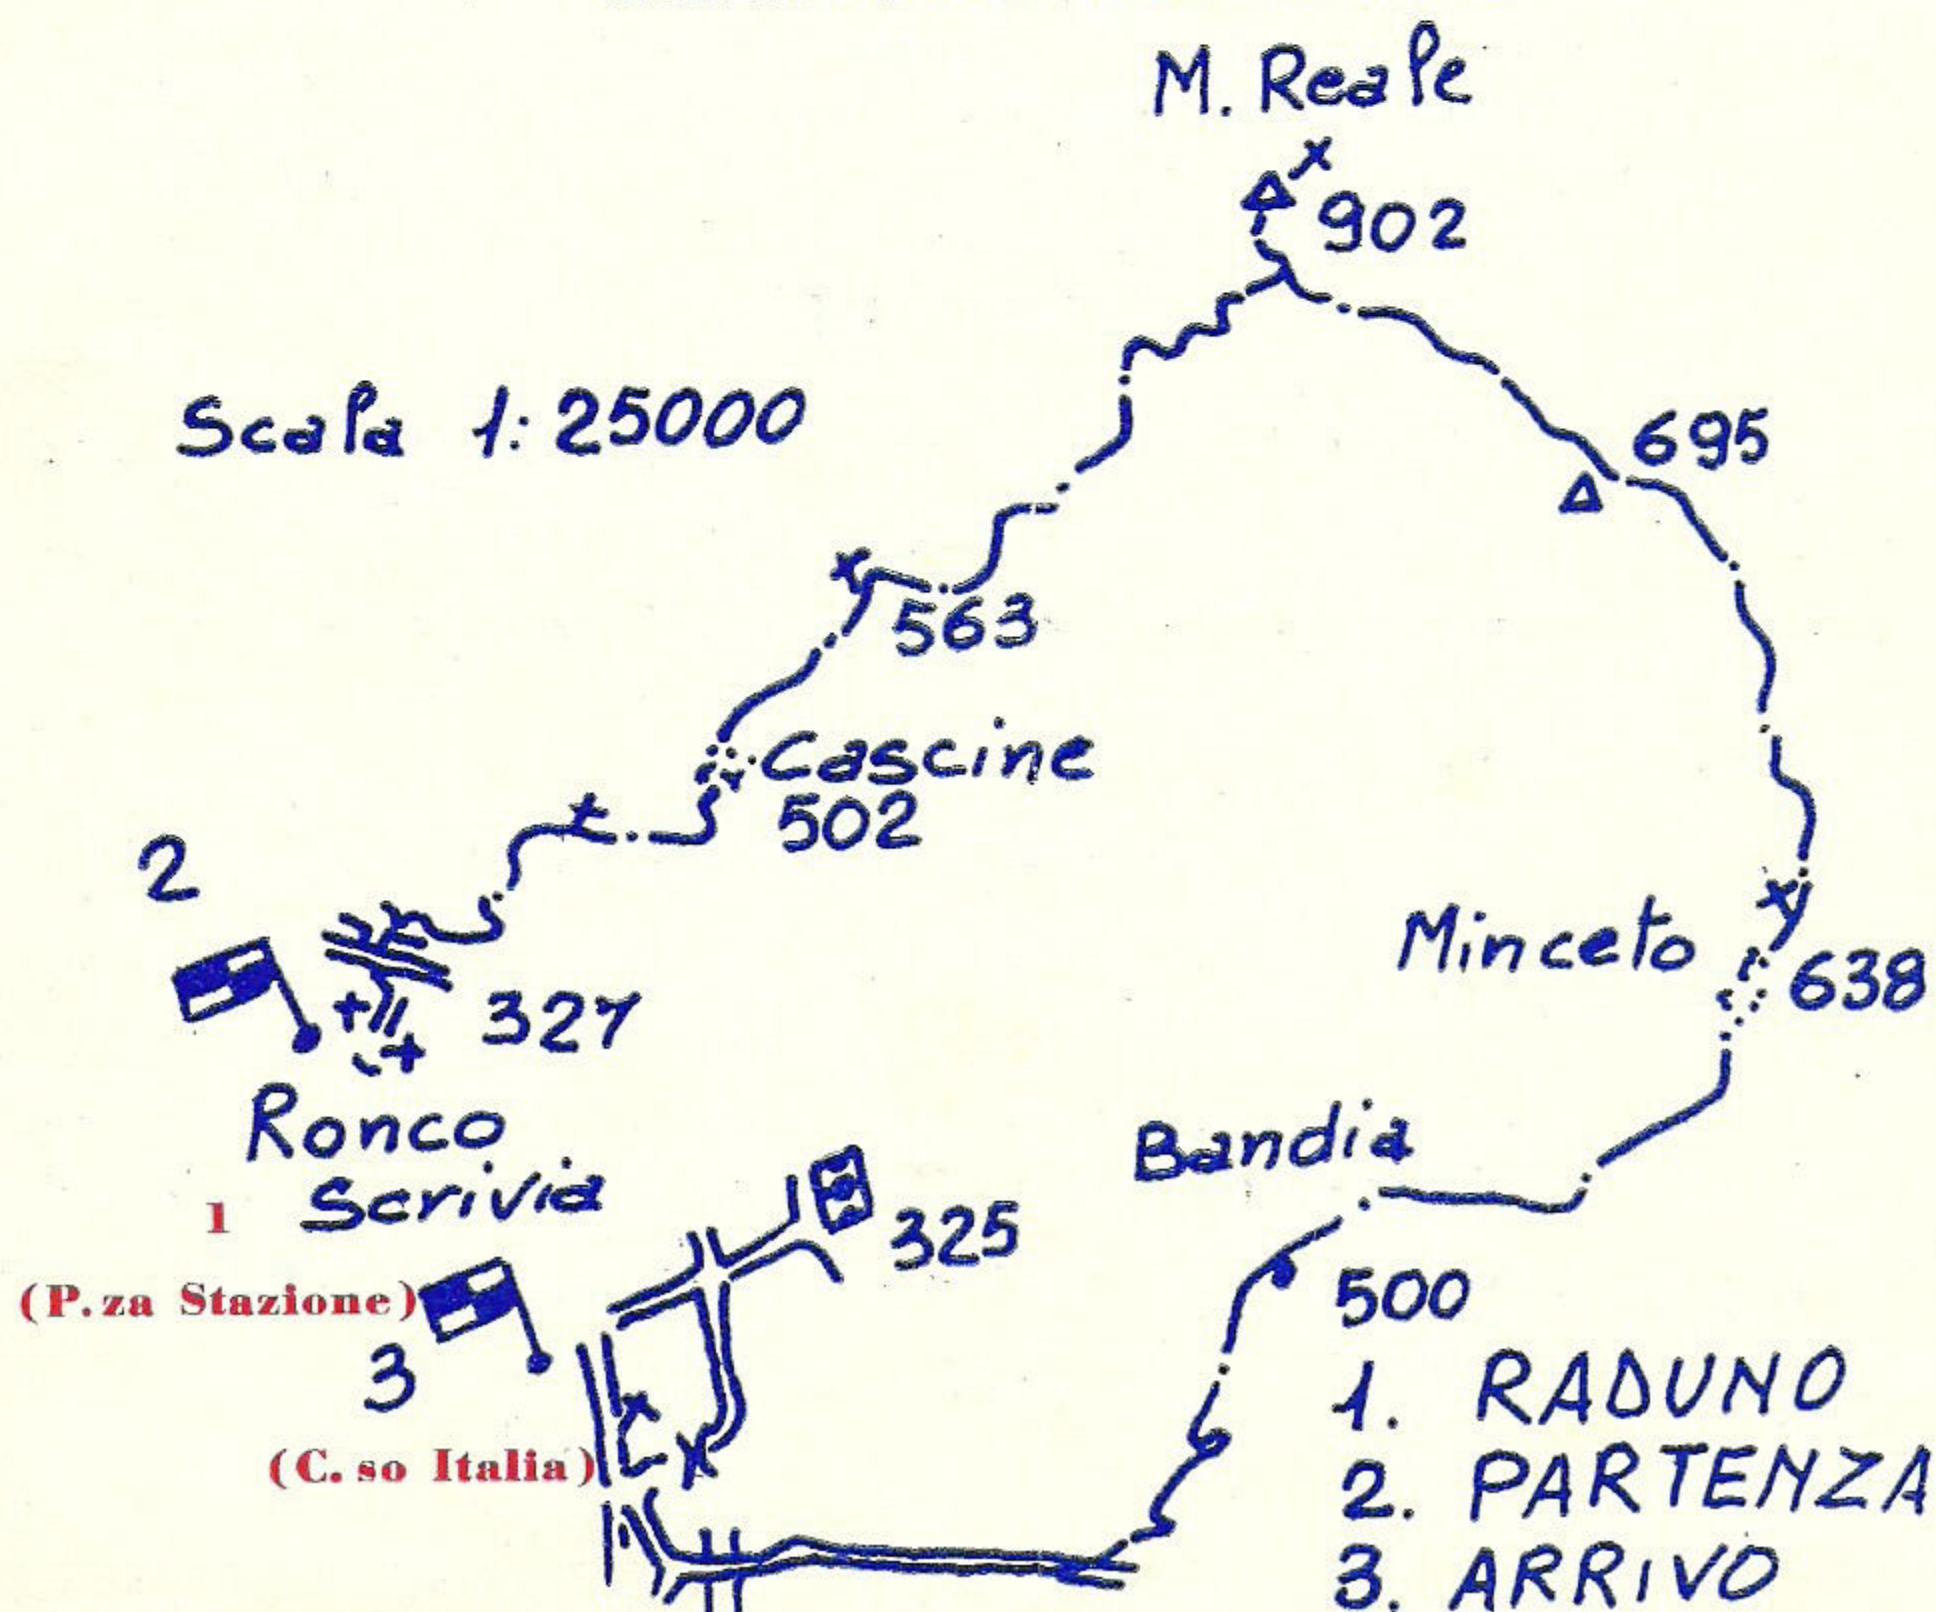 M. Reale
902
Scala 1:25000
695
563
Cascine
502
2
Minceto
638
327
Ronco
Scrivia
Bandia
1
325
(P.za Stazione)
500
3
1. RADUNO
(C.so Italia)
2. PARTENZA
3. ARRIVO